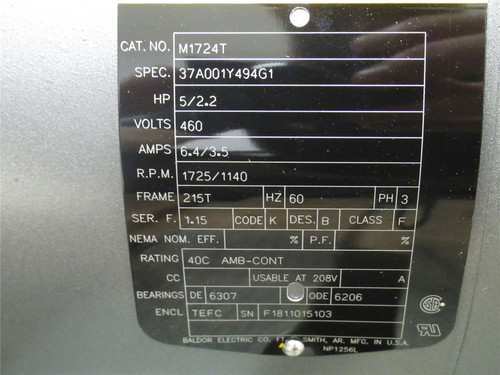 CAT. NO. M1724T
SPEC. 37A001Y494G1
HP 5/2.2
VOLTS 460
AMPS 6.4/3.5
R.P.M. 1725/1140
FRAME 215T HZ 60 PH 3
SER. F. 1.15 CODE K DES. B CLASS F
NEMA NOM. EFF. % P.F. %
RATING 40C AMB-CONT
CC USABLE AT 208V A
BEARINGS DE 6307 ODE 6206
ENCL TEFC SN F1811015103
BALDOR ELECTRIC CO. FT. SMITH, AR. MFG. IN U.S.A.
NP1256L